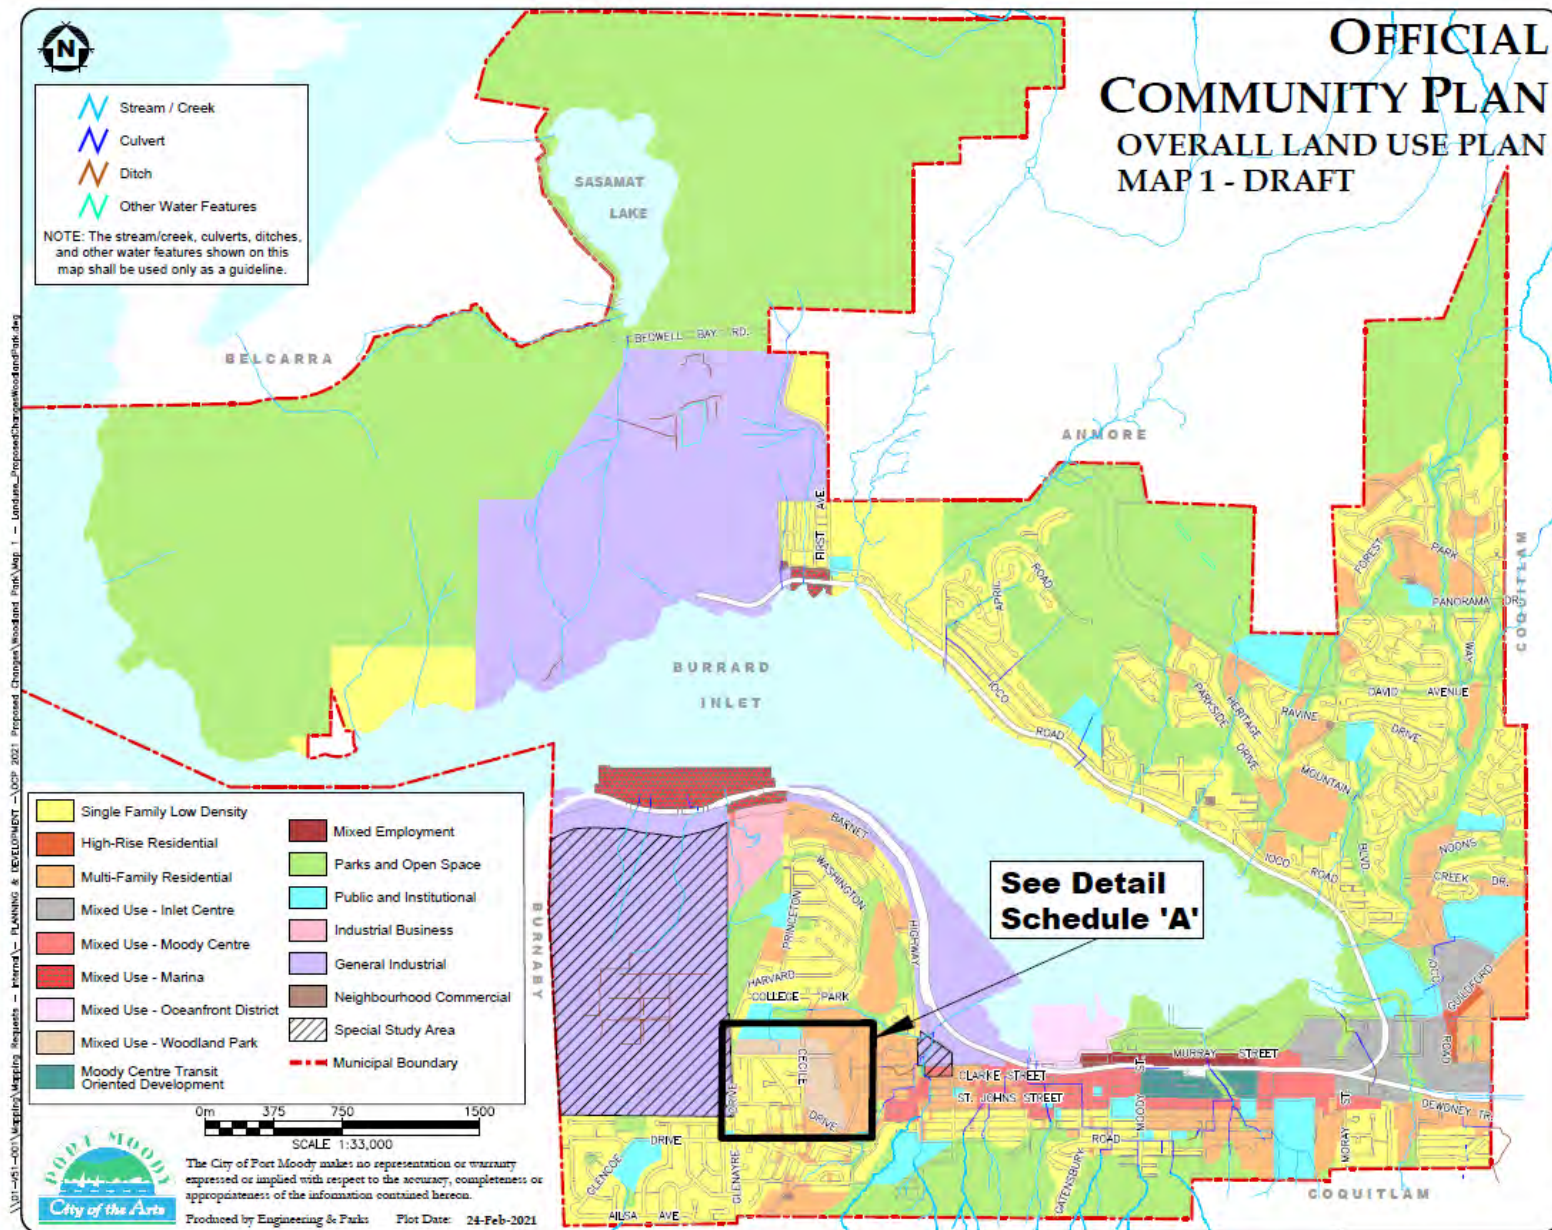 OFFICIAL
COMMUNITY PLAN
OVERALL LAND USE PLAN
MAP 1 - DRAFT
N
Stream / Creek
Culvert
Ditch
Other Water Features
NOTE: The stream/creek, culverts, ditches,
and other water features shown on this
map shall be used only as a guideline.
SASAMAT
LAKE
BEDWELL BAY RD.
BELCARRA
ANMORE
COQUITLAM
FIRST AVE.
APRIL
ROAD
FOREST
PARK
PANORAMA DR.
WAY
DAVID AVENUE
BURRARD
INLET
IOCO
ROAD
PARKSIDE
DRIVE
HERITAGE
RAVINE
DRIVE
MOUNTAIN
BLVD
IOCO
ROAD
NOONS
CREEK DR.
BARNET
WASHINGTON
PRINCETON
HIGHWAY
HARVARD
COLLEGE PARK
See Detail
Schedule 'A'
IOCO
GUILDFORD
ROAD
BURNABY
CECILE
DRIVE
DRIVE
CLARKE STREET
ST. JOHNS STREET
MURRAY STREET
MOODY ST.
DEWDNEY TR.
MORAY ST.
ROAD
GATENSBURY
DRIVE
GLENCOE
GLENAYRE
AILSA AVE
COQUITLAM
Single Family Low Density
High-Rise Residential
Multi-Family Residential
Mixed Use - Inlet Centre
Mixed Use - Moody Centre
Mixed Use - Marina
Mixed Use - Oceanfront District
Mixed Use - Woodland Park
Moody Centre Transit
Oriented Development
Mixed Employment
Parks and Open Space
Public and Institutional
Industrial Business
General Industrial
Neighbourhood Commercial
Special Study Area
Municipal Boundary
0m 375 750 1500
SCALE 1:33,000
PORT MOODY
City of the Arts
The City of Port Moody makes no representation or warranty
expressed or implied with respect to the accuracy, completeness or
appropriateness of the information contained hereon.
Produced by Engineering & Parks Plot Date: 24-Feb-2021